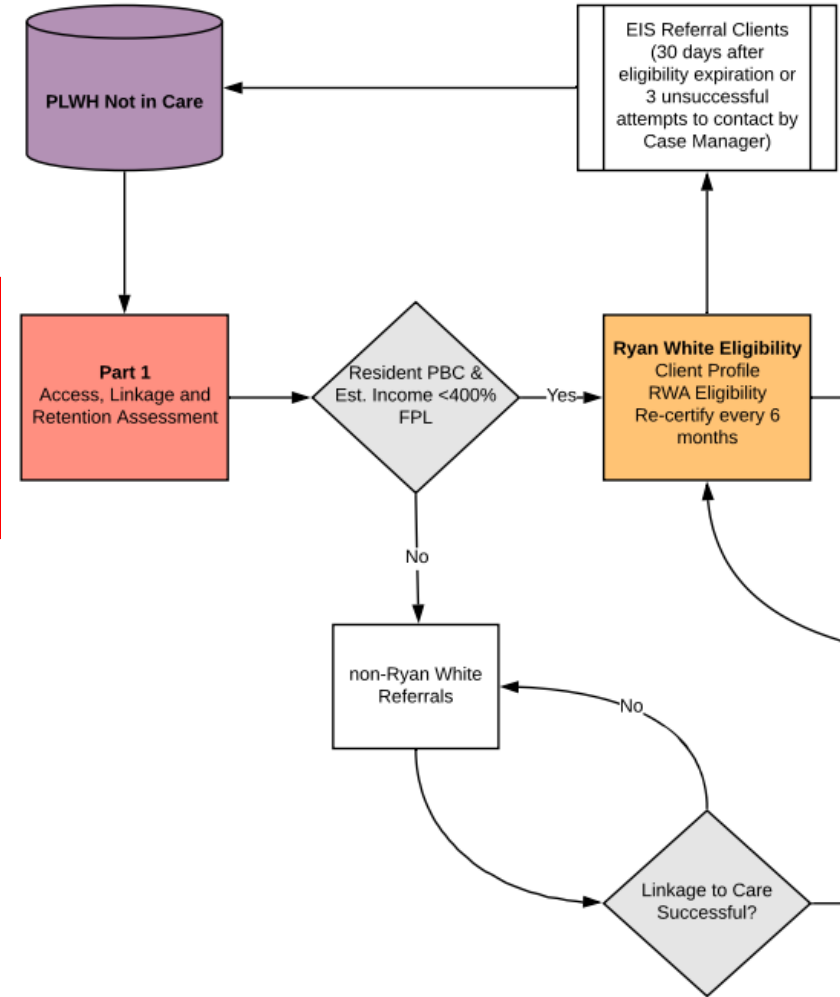 PLWH Not in Care
EIS Referral Clients
(30 days after
eligibility expiration or
3 unsuccessful
attempts to contact by
Case Manager)
Part 1
Access, Linkage and
Retention Assessment
Resident PBC &
Est. Income <400%
FPL
Yes
Ryan White Eligibility
Client Profile
RWA Eligibility
Re-certify every 6
months
No
non-Ryan White
Referrals
No
Linkage to Care
Successful?